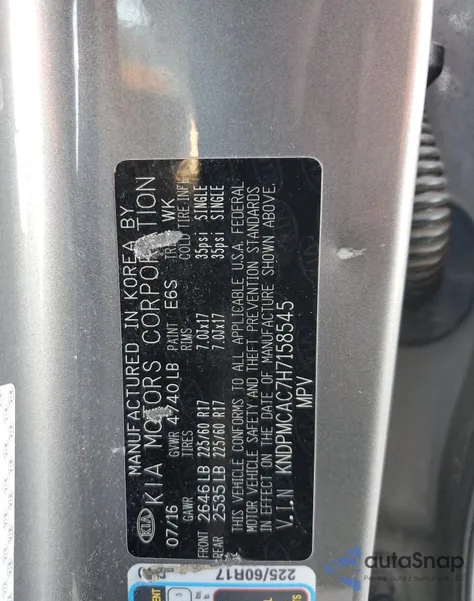 MANUFACTURED IN KOREA BY
KIA KIA MOTORS CORPORATION
07/16 GVWR 4740LB PAINT E6S TRIM WK
GAWR TIRES RIMS COLD TIRE.INFL
FRONT 2646LB 225/60 R17 7.0Jx17 35psi SINGLE
REAR 2535LB 225/60 R17 7.0Jx17 35psi SINGLE
THIS VEHICLE CONFORMS TO ALL APPLICABLE U.S.A. FEDERAL
MOTOR VEHICLE SAFETY AND THEFT PREVENTION STANDARDS
IN EFFECT ON THE DATE OF MANUFACTURE SHOWN ABOVE.
V.I.N KNDPMCAC7H7158545
MPV
225/60R17
autoSnap